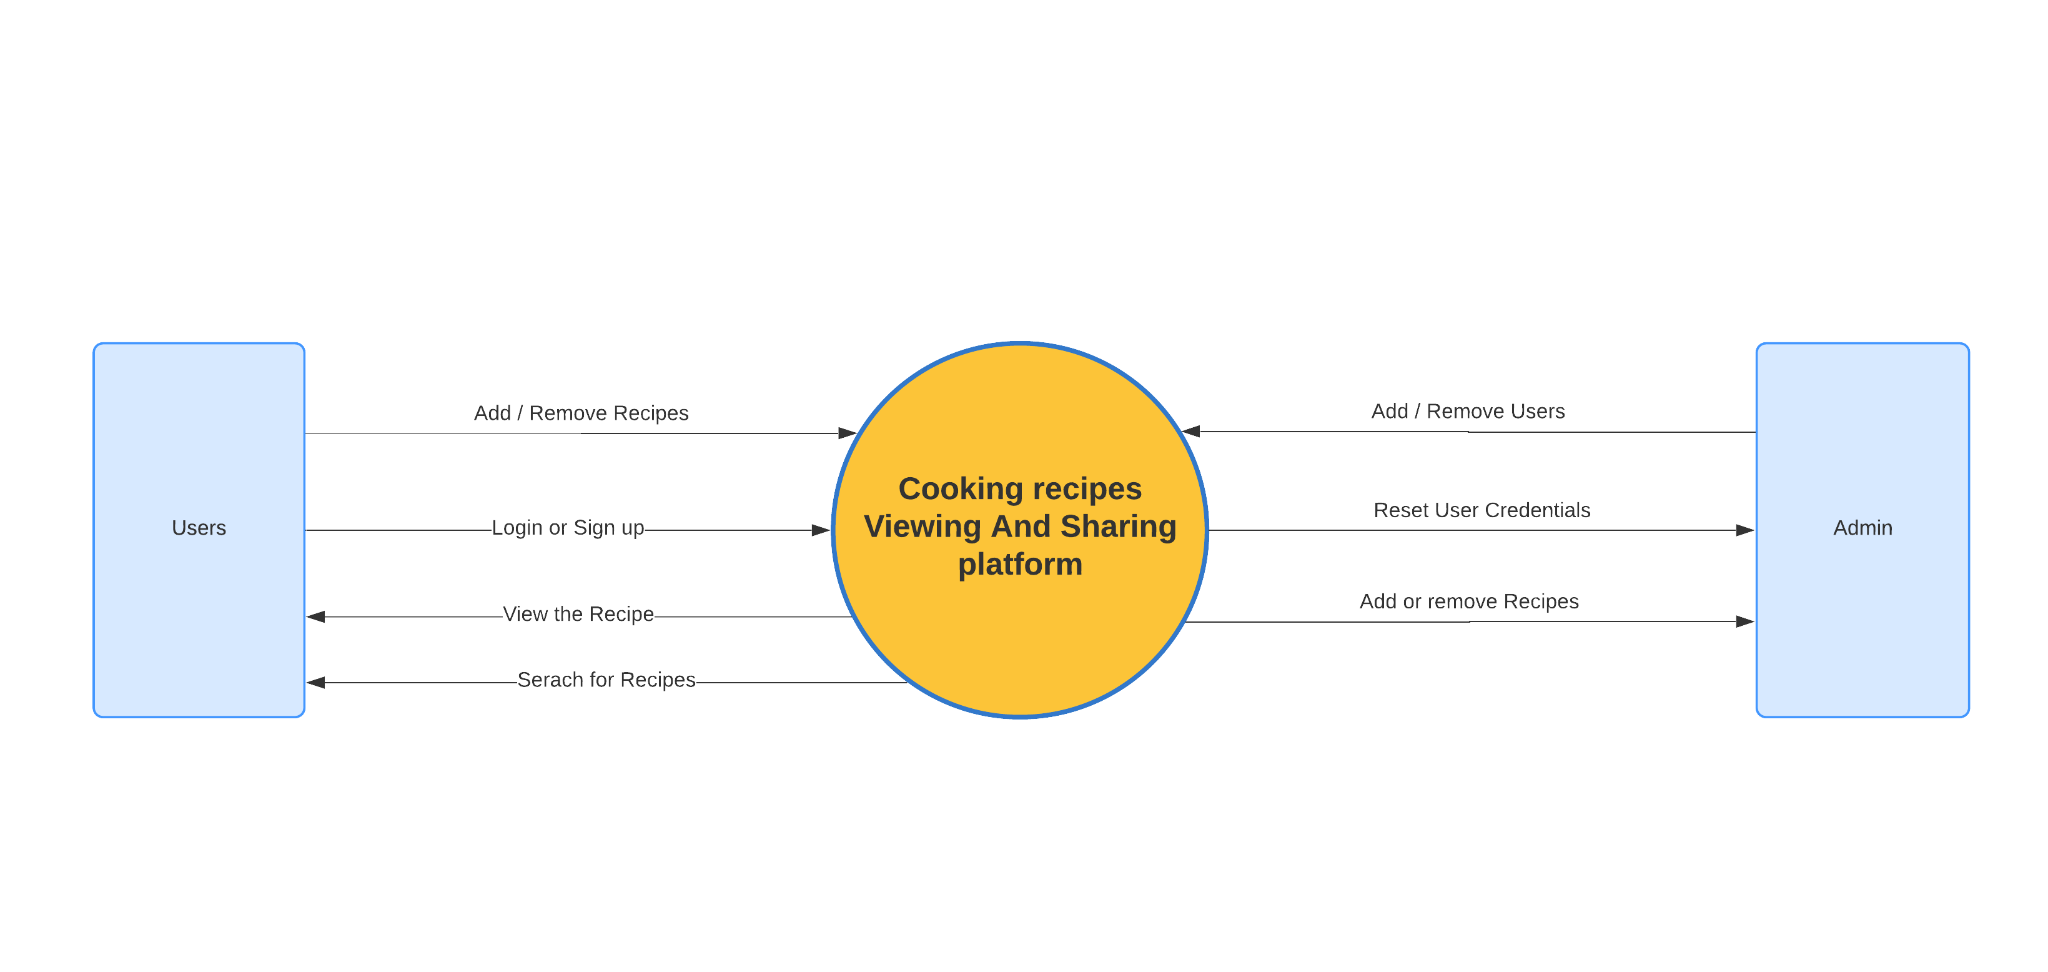 Users
Add / Remove Recipes
Login or Sign up
View the Recipe
Serach for Recipes
Cooking recipes
Viewing And Sharing
platform
Add / Remove Users
Reset User Credentials
Add or remove Recipes
Admin